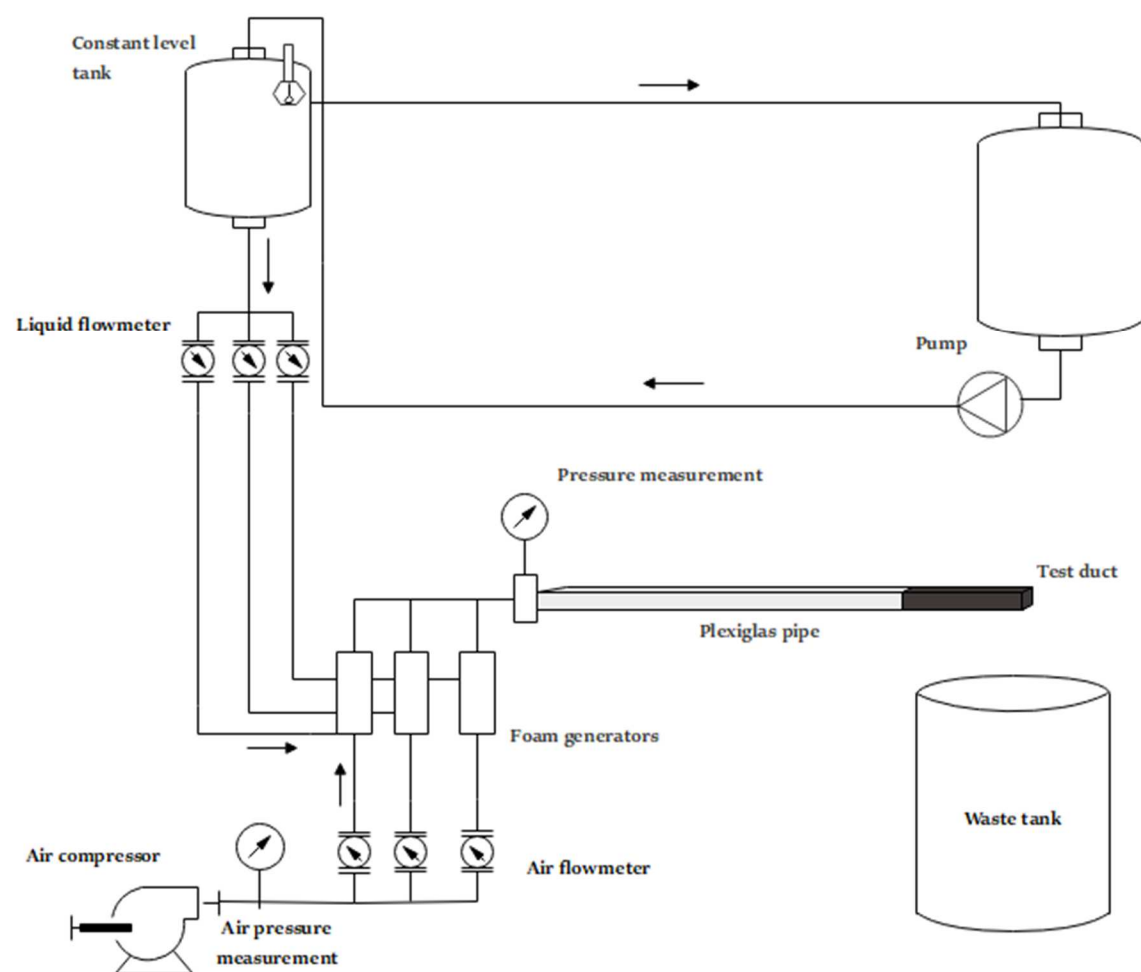 Constant level
tank
Liquid flowmeter
Pump
Pressure measurement
Test duct
Plexiglas pipe
Foam generators
Waste tank
Air compressor
Air flowmeter
Air pressure
measurement